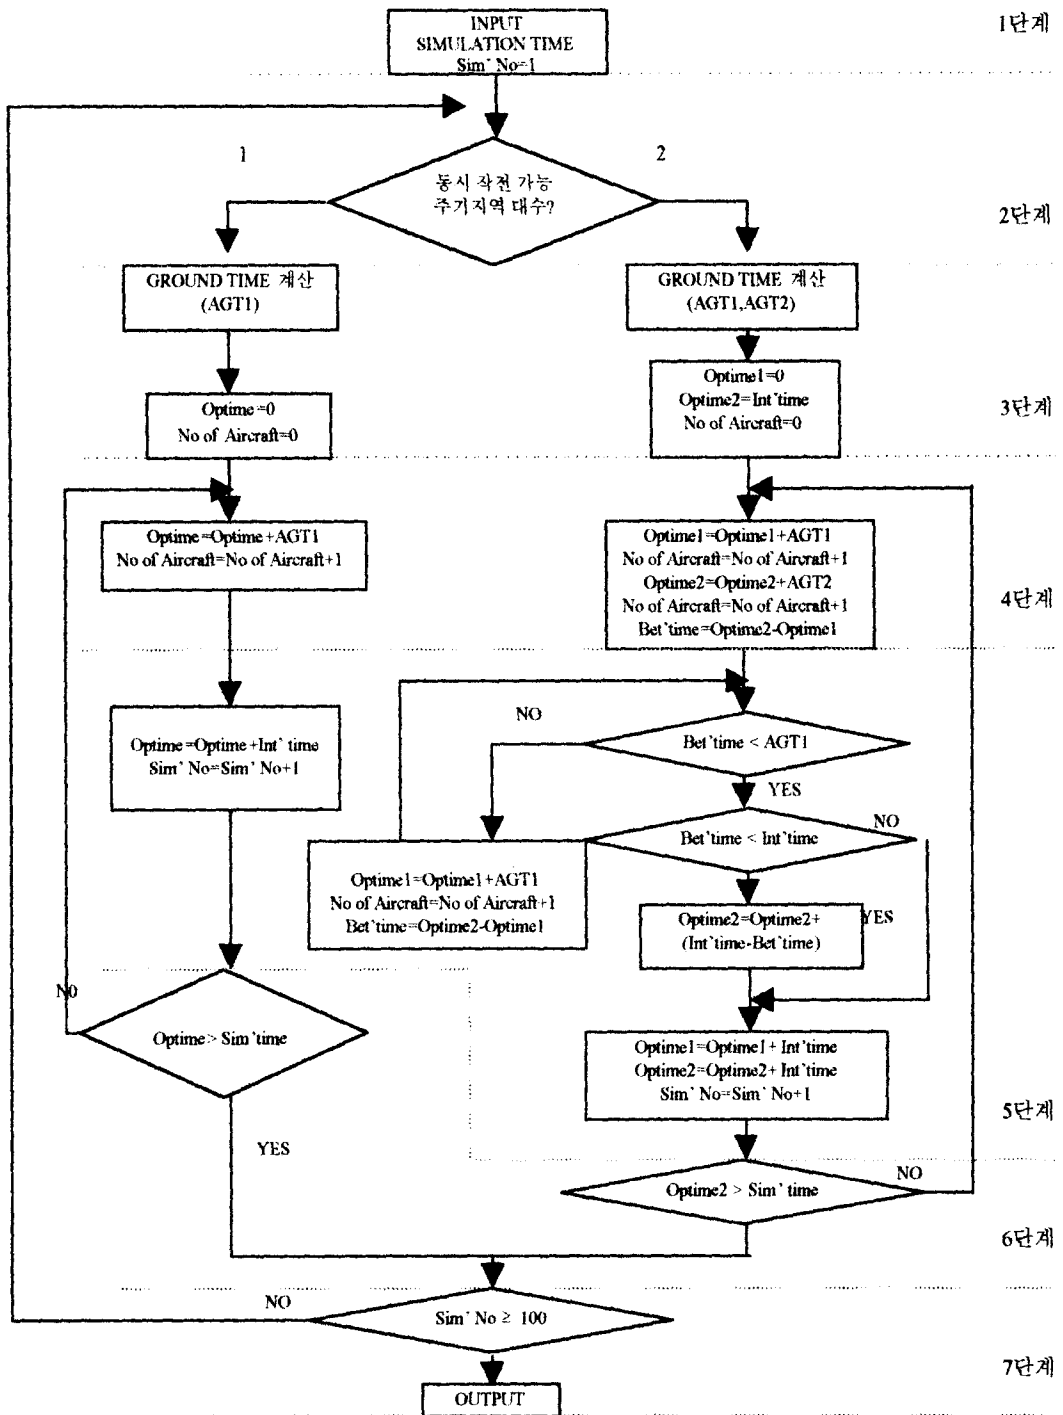 INPUT
SIMULATION TIME
Sim' No=1
1단계
1
2
동시 작전 가능
주기지역 대수?
2단계
GROUND TIME 계산
(AGT1)
GROUND TIME 계산
(AGT1,AGT2)
Optime=0
No of Aircraft=0
Optime1=0
Optime2=Int'time
No of Aircraft=0
3단계
Optime=Optime+AGT1
No of Aircraft=No of Aircraft+1
Optime1=Optime1+AGT1
No of Aircraft=No of Aircraft+1
Optime2=Optime2+AGT2
No of Aircraft=No of Aircraft+1
Bet'time=Optime2-Optime1
4단계
Optime=Optime+Int' time
Sim' No=Sim' No+1
NO
Bet'time < AGT1
YES
Bet'time < Int'time
NO
Optime1=Optime1+AGT1
No of Aircraft=No of Aircraft+1
Bet'time=Optime2-Optime1
Optime2=Optime2+
(Int'time-Bet'time)
YES
NO
Optime> Sim'time
Optime1=Optime1+ Int'time
Optime2=Optime2+ Int'time
Sim' No=Sim' No+1
5단계
YES
Optime2 > Sim' time
NO
6단계
NO
Sim' No ≥ 100
7단계
OUTPUT